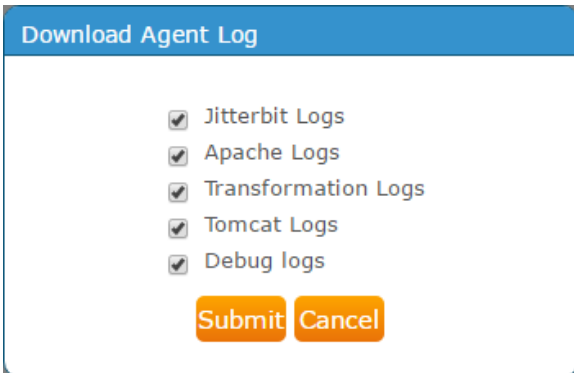 Download Agent Log
Jitterbit Logs
Apache Logs
Transformation Logs
Tomcat Logs
Debug logs
Submit Cancel